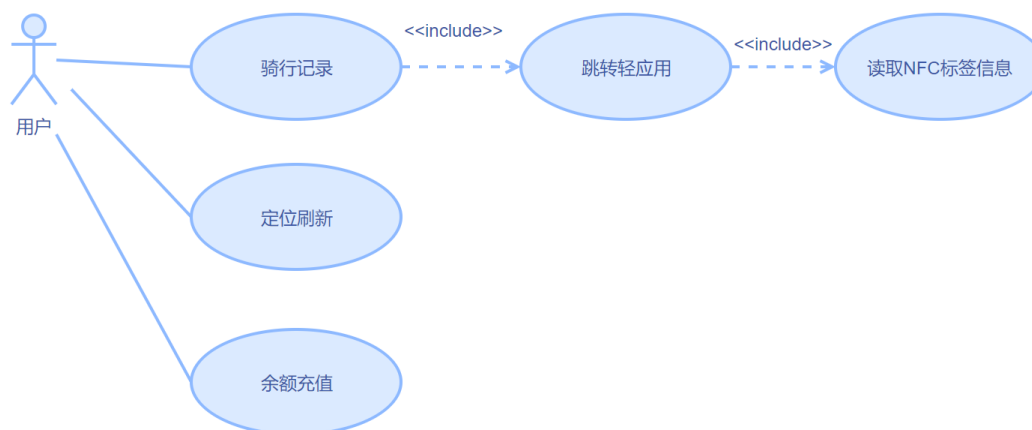 <<include>>
<<include>>
骑行记录
跳转轻应用
读取NFC标签信息
用户
定位刷新
余额充值